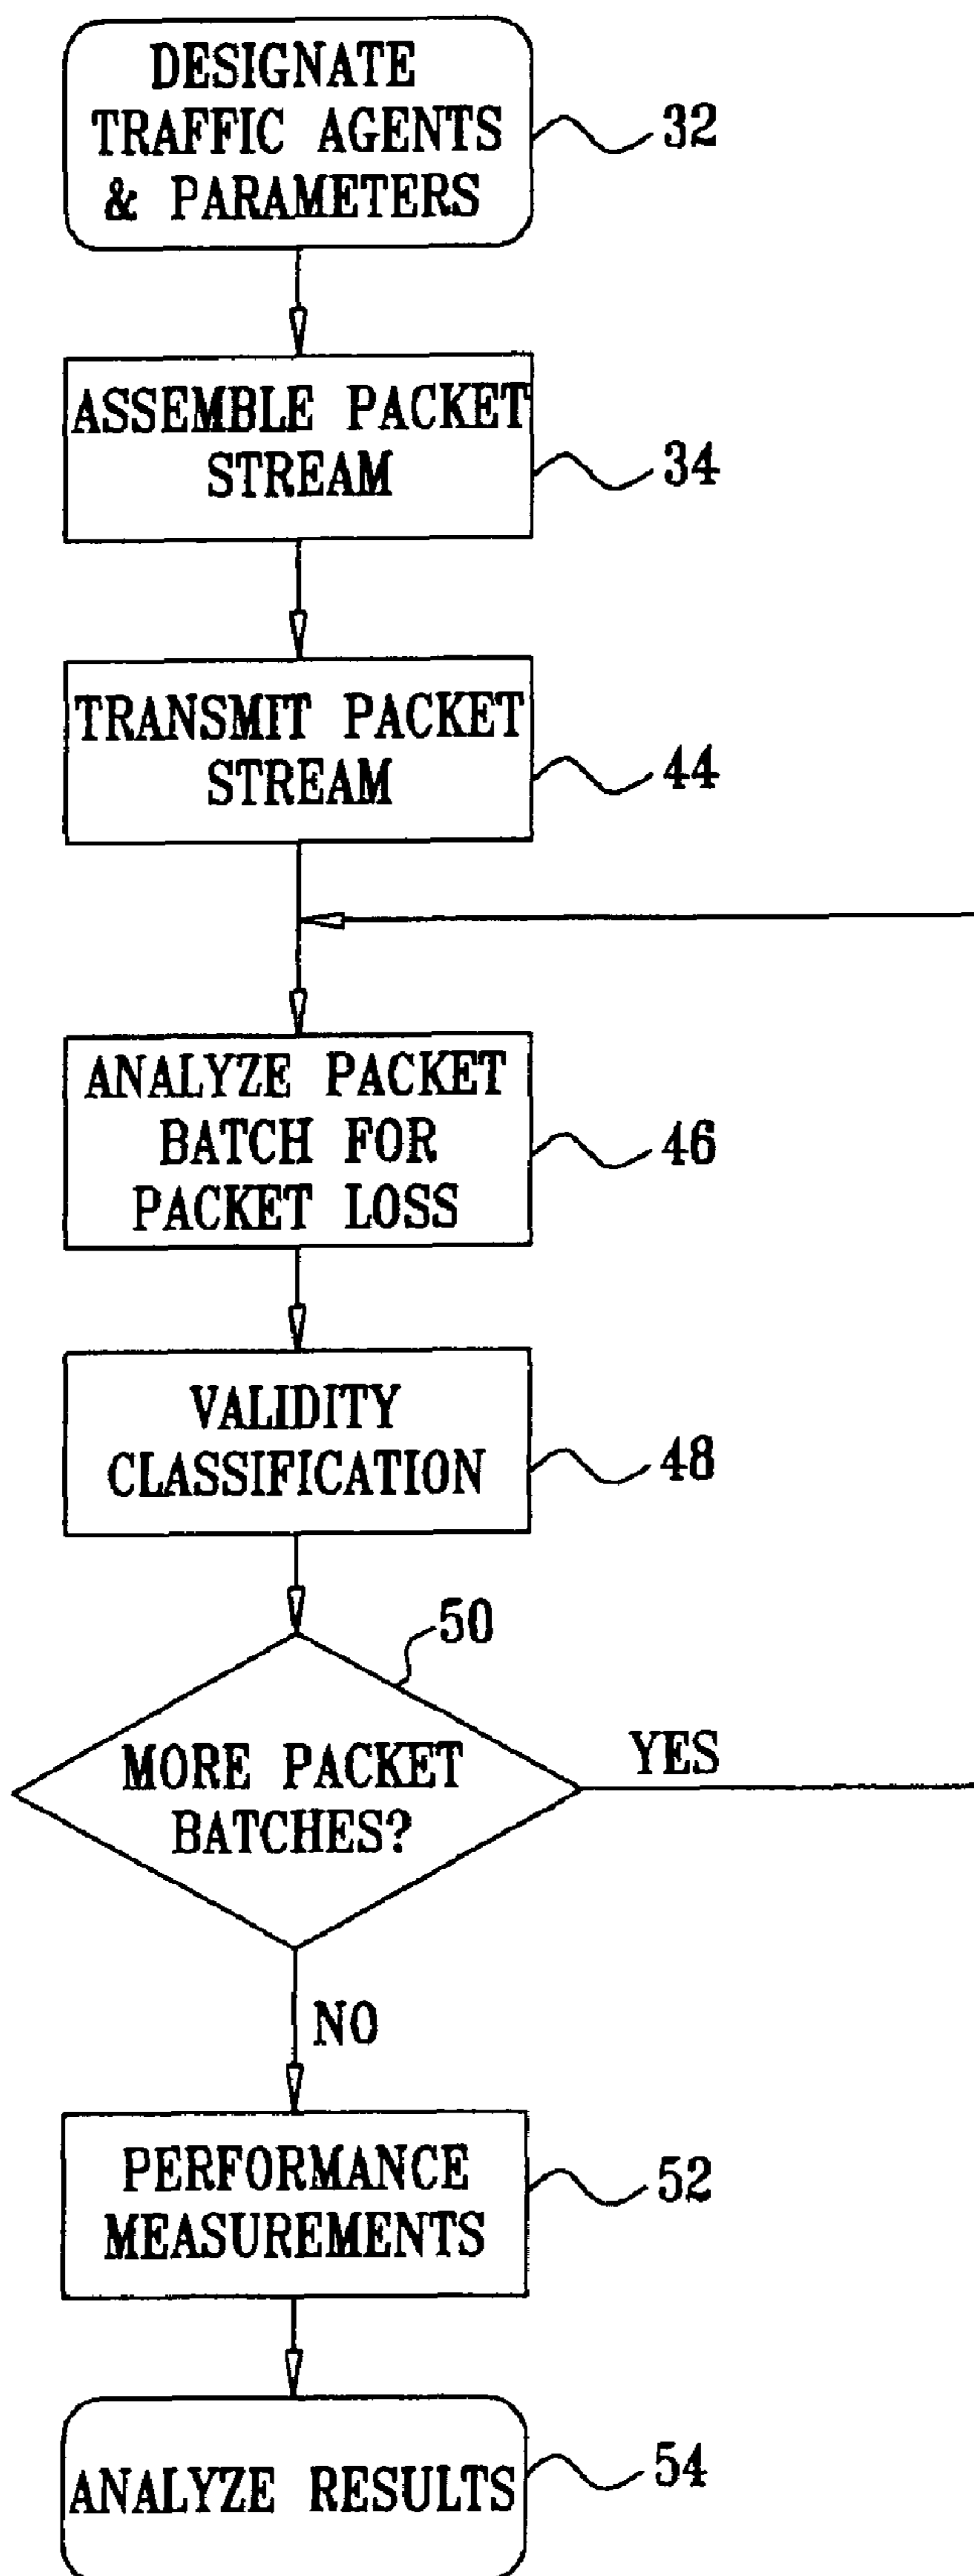 DESIGNATE
TRAFFIC AGENTS
& PARAMETERS
32
ASSEMBLE PACKET
STREAM
34
TRANSMIT PACKET
STREAM
44
ANALYZE PACKET
BATCH FOR
PACKET LOSS
46
VALIDITY
CLASSIFICATION
48
50
MORE PACKET
BATCHES?
YES
NO
PERFORMANCE
MEASUREMENTS
52
ANALYZE RESULTS
54